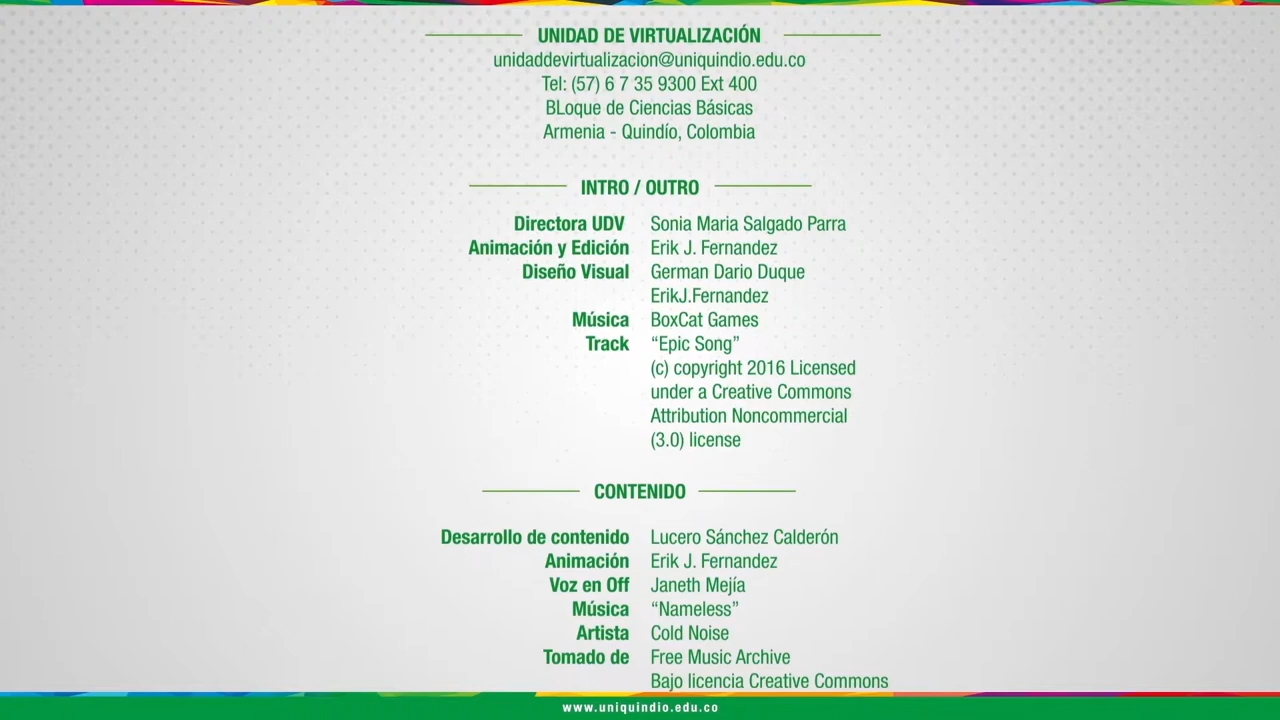 UNIDAD DE VIRTUALIZACIÓN
unidaddevirtualizacion@uniquindio.edu.co
Tel: (57) 6 7 35 9300 Ext 400
BLoque de Ciencias Básicas
Armenia - Quindío, Colombia
INTRO / OUTRO
Directora UDV Sonia Maria Salgado Parra
Animación y Edición Erik J. Fernandez
Diseño Visual German Dario Duque
ErikJ.Fernandez
Música BoxCat Games
Track “Epic Song”
(c) copyright 2016 Licensed
under a Creative Commons
Attribution Noncommercial
(3.0) license
CONTENIDO
Desarrollo de contenido Lucero Sánchez Calderón
Animación Erik J. Fernandez
Voz en Off Janeth Mejía
Música “Nameless”
Artista Cold Noise
Tomado de Free Music Archive
Bajo licencia Creative Commons
www.uniquindio.edu.co